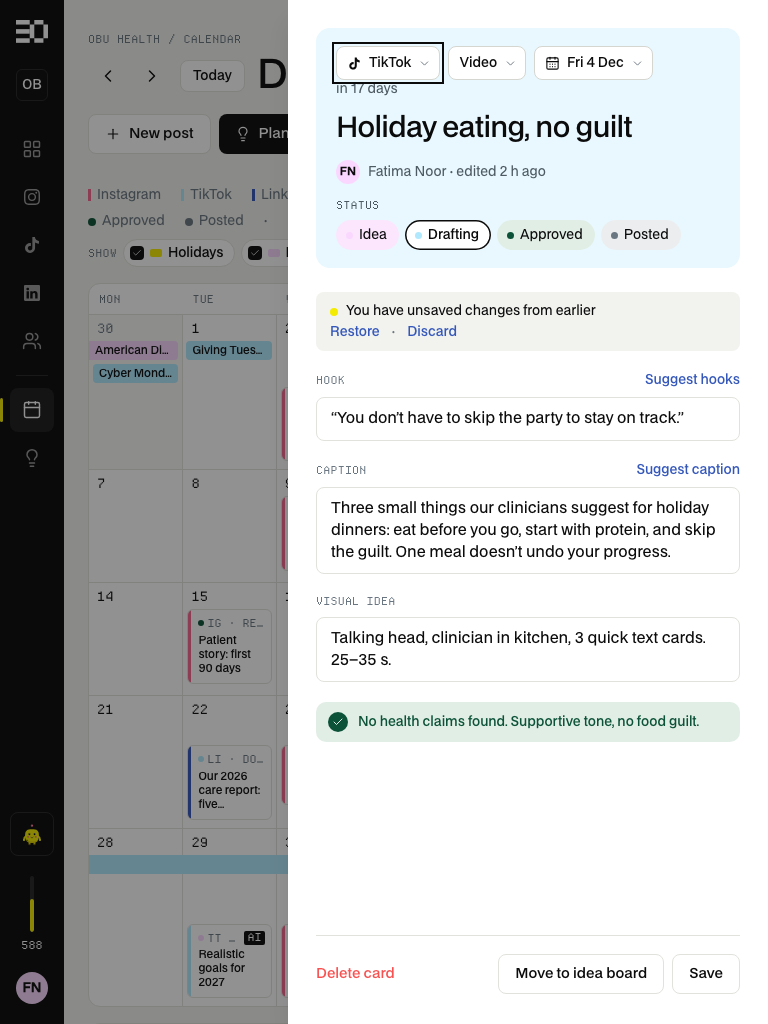 OBU HEALTH / CALENDAR
OB
Today
D
New post
Plan
Instagram
TikTok
Link
Approved
Posted
·
SHOW
Holidays
MON
TUE
30
1
American Di…
Giving Tues…
Cyber Mond…
7
8
14
15
IG · RE…
Patient
story: first
90 days
21
22
LI · DO…
Our 2026
care report:
five…
28
29
TT … AI
Realistic
goals for
2027
588
FN
TikTok
Video
Fri 4 Dec
in 17 days
Holiday eating, no guilt
FN
Fatima Noor · edited 2 h ago
STATUS
Idea
Drafting
Approved
Posted
You have unsaved changes from earlier
Restore · Discard
HOOK
Suggest hooks
“You don’t have to skip the party to stay on track.”
CAPTION
Suggest caption
Three small things our clinicians suggest for holiday
dinners: eat before you go, start with protein, and skip
the guilt. One meal doesn’t undo your progress.
VISUAL IDEA
Talking head, clinician in kitchen, 3 quick text cards.
25–35 s.
No health claims found. Supportive tone, no food guilt.
Delete card
Move to idea board
Save